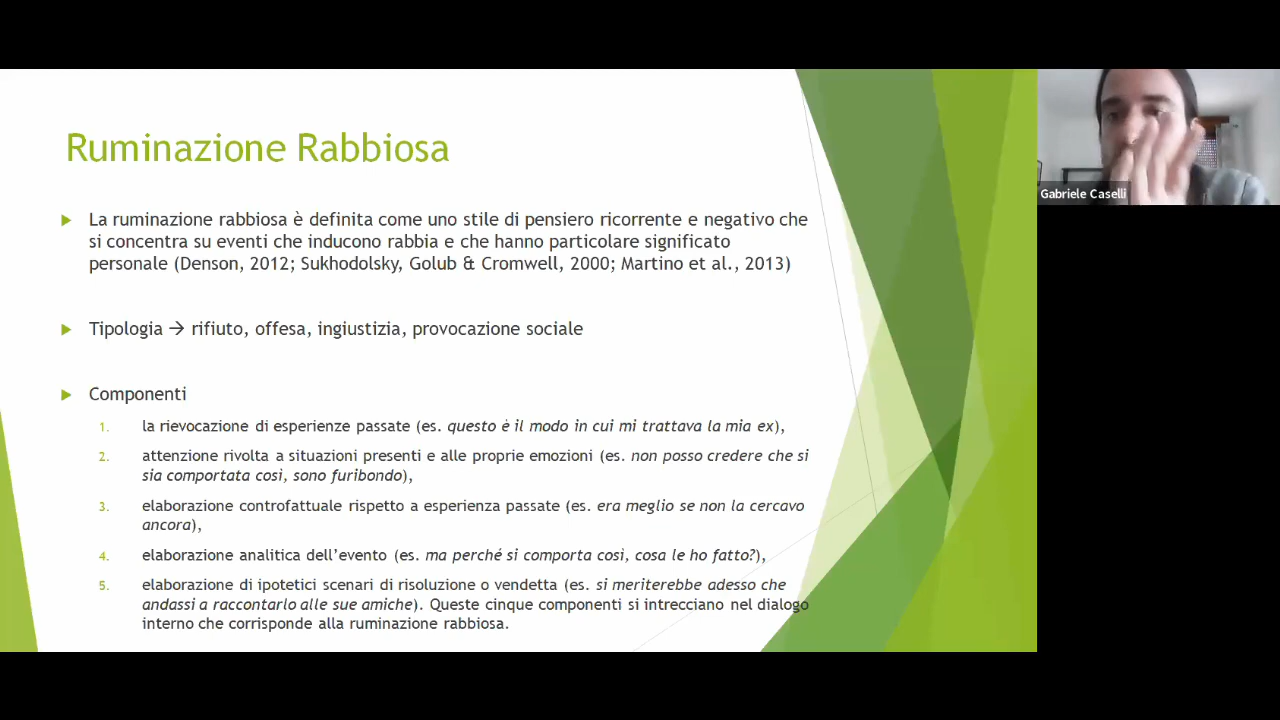 Ruminazione Rabbiosa
La ruminazione rabbiosa è definita come uno stile di pensiero ricorrente e negativo che
si concentra su eventi che inducono rabbia e che hanno particolare significato
personale (Denson, 2012; Sukhodolsky, Golub & Cromwell, 2000; Martino et al., 2013)
Tipologia → rifiuto, offesa, ingiustizia, provocazione sociale
Componenti
1. la rievocazione di esperienze passate (es. questo è il modo in cui mi trattava la mia ex),
2. attenzione rivolta a situazioni presenti e alle proprie emozioni (es. non posso credere che si
sia comportata così, sono furibondo),
3. elaborazione controfattuale rispetto a esperienza passate (es. era meglio se non la cercavo
ancora),
4. elaborazione analitica dell'evento (es. ma perché si comporta così, cosa le ho fatto?),
5. elaborazione di ipotetici scenari di risoluzione o vendetta (es. si meriterebbe adesso che
andassi a raccontarlo alle sue amiche). Queste cinque componenti si intrecciano nel dialogo
interno che corrisponde alla ruminazione rabbiosa.
Gabriele Caselli